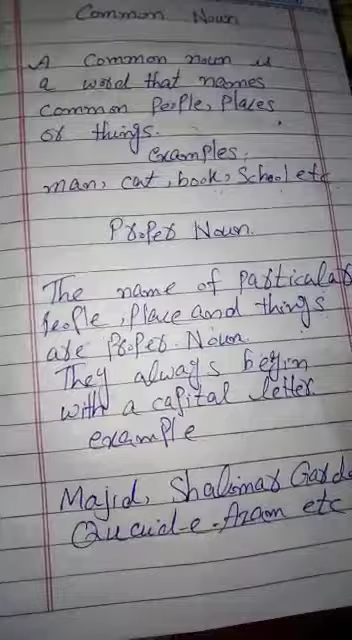 Common Noun
A Common noun is
a word that names
Common People, Places
or things.
examples.
man, cat, book, School etc
Proper Noun.
The name of particular
People, Place and things
are Proper Noun.
They always begin
with a capital letter.
example
Majid, Shalimar Garde
Quaid-e-Azam etc